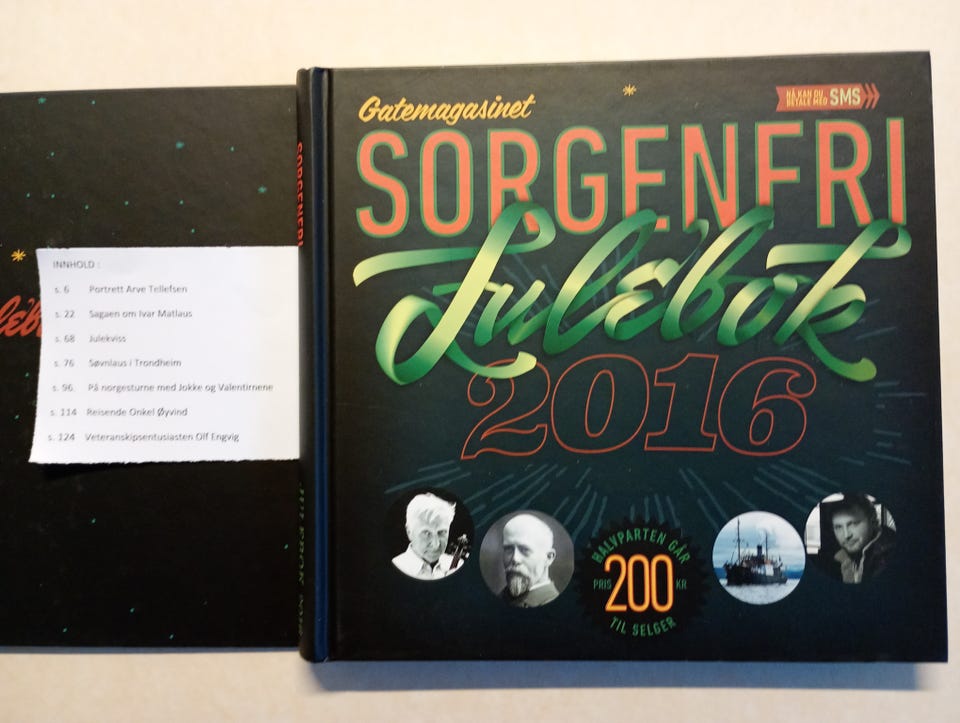 INNHOLD :
s. 6 Portrett Arve Tellefsen
s. 22 Sagaen om Ivar Matlaus
s. 68 Julekviss
s. 76 Søvnlaus i Trondheim
s. 96. På norgesturne med Jokke og Valentinerne
s. 114 Reisende Onkel Øyvind
s. 124 Veteranskipsentusiasten Olf Engvig
SORGENFRI
Gatemagasinet
NÅ KAN DU
BETALE MED SMS
SORGENFRI
Julebok
2016
HALVPARTEN GÅR
PRIS 200 KR
TIL SELGER